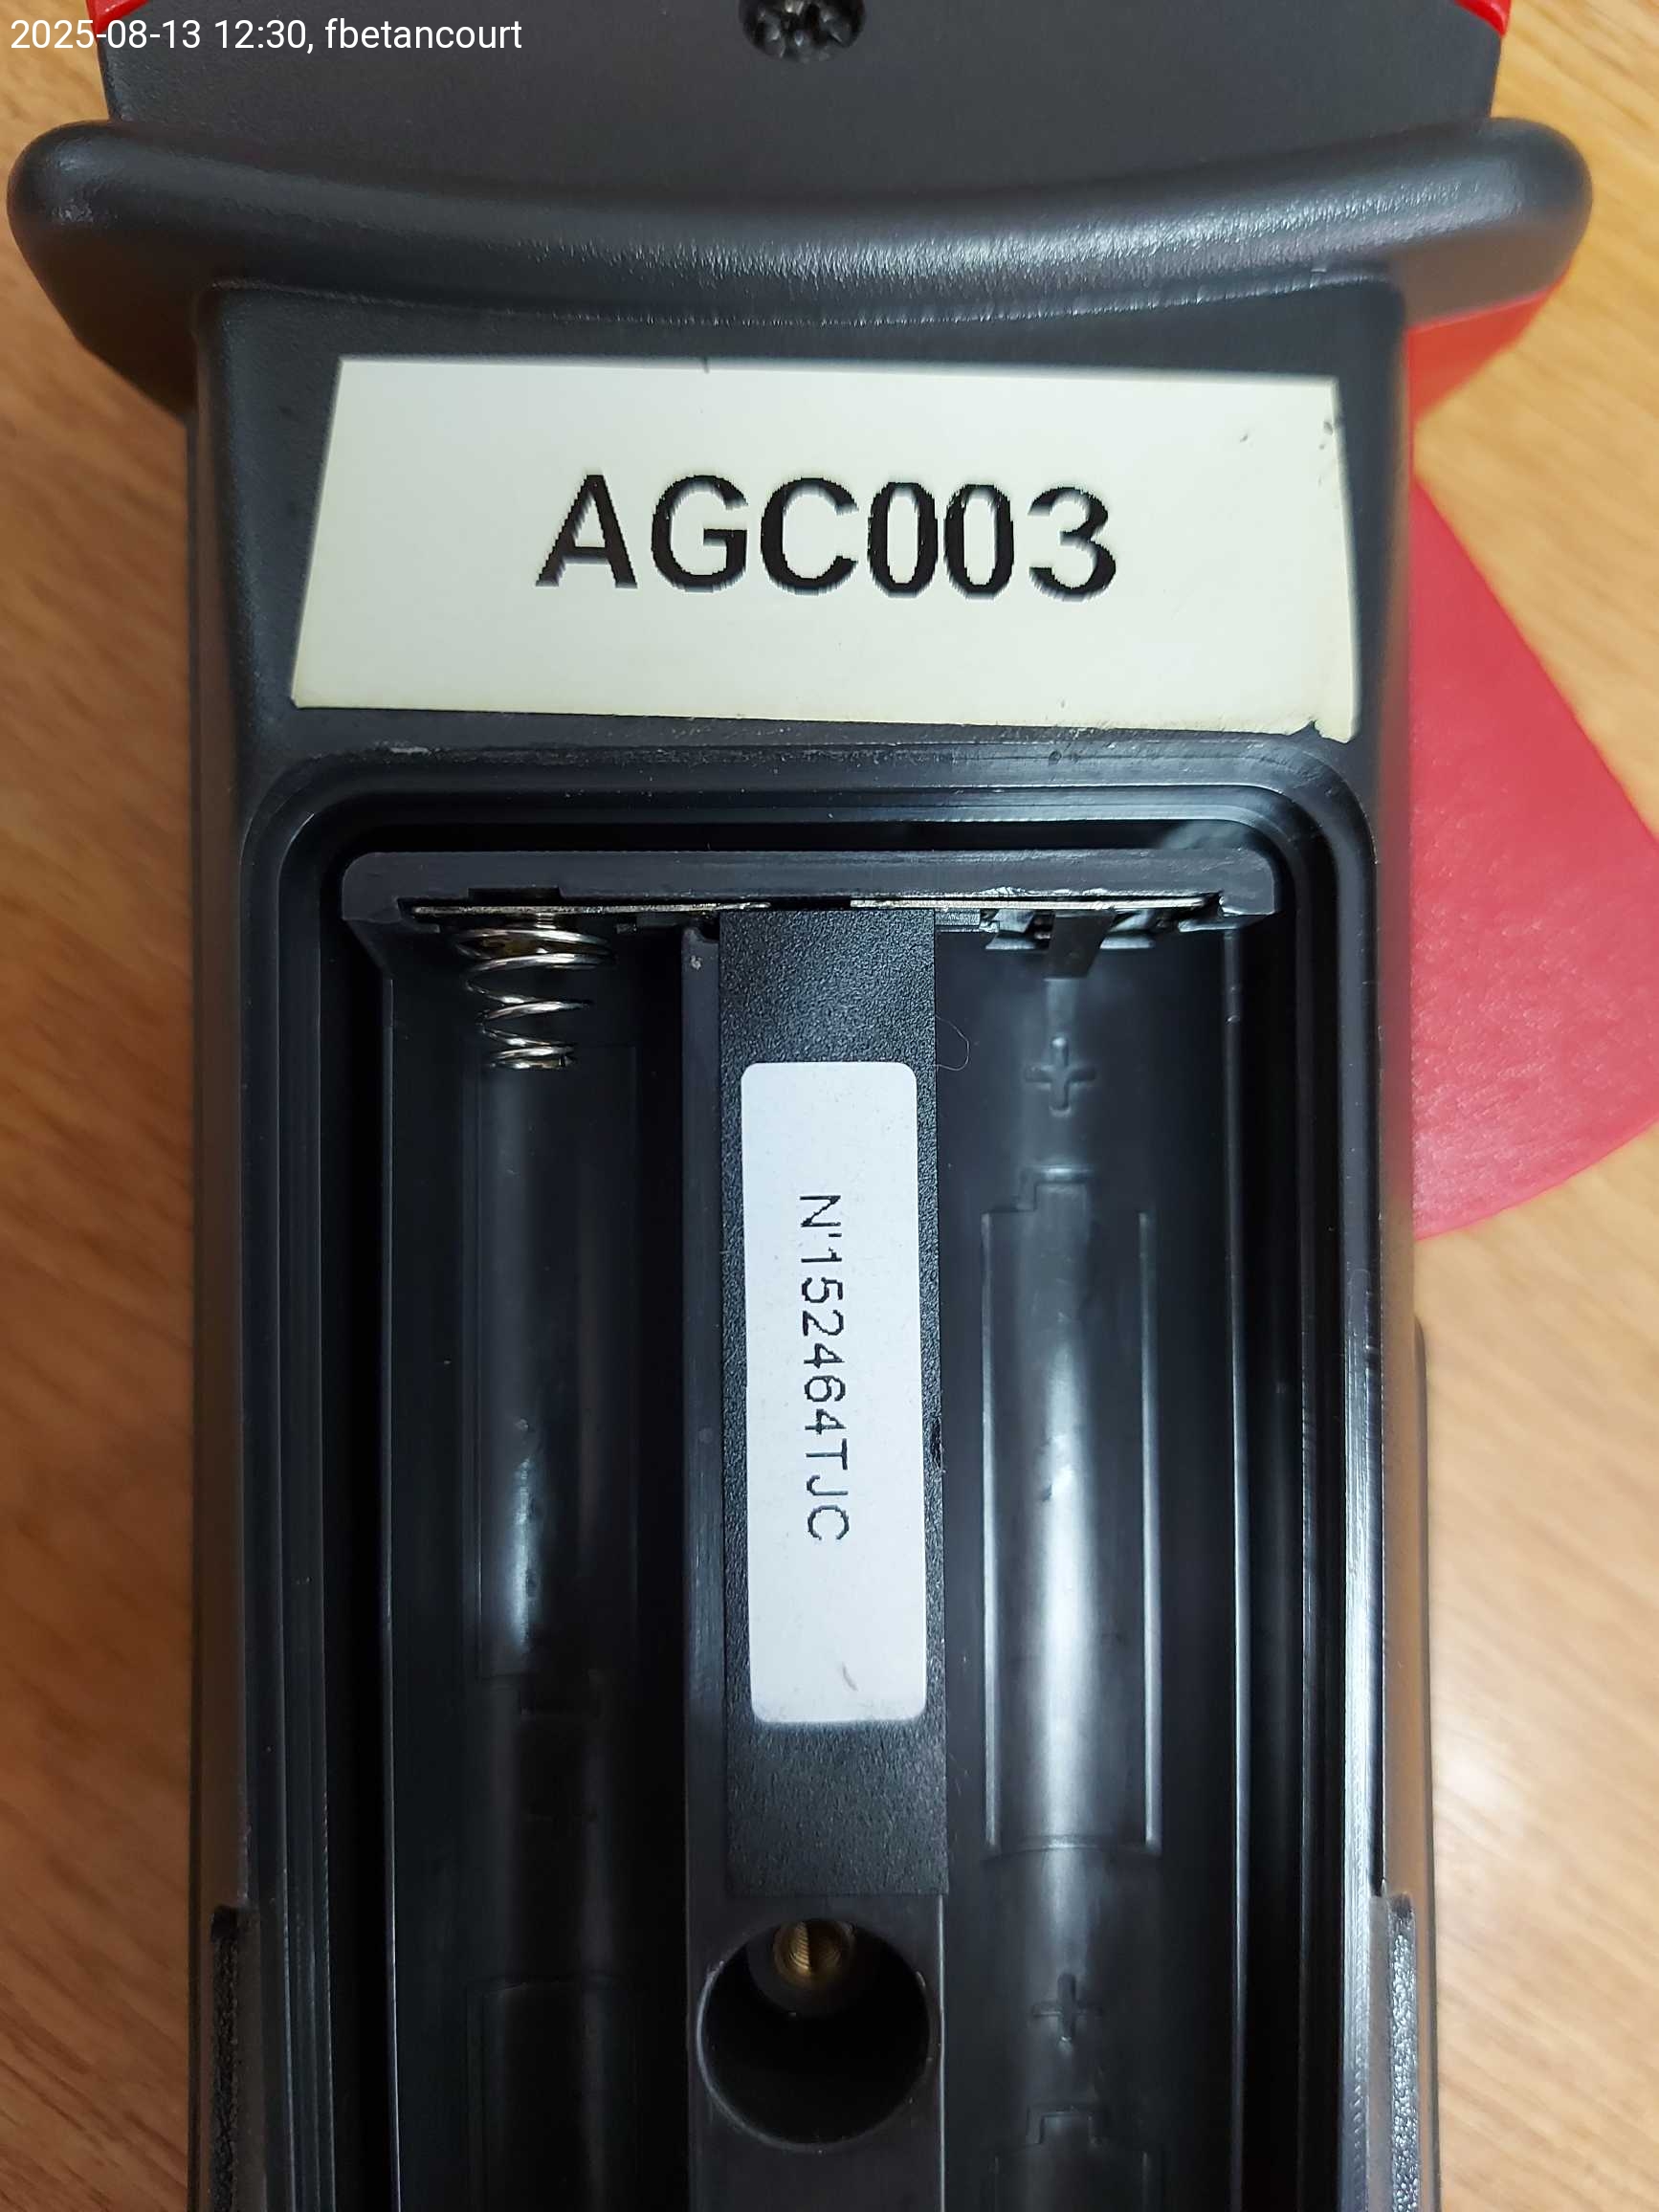 2025-08-13 12:30, fbetancourt
AGC003
+
N'152464TJC
+